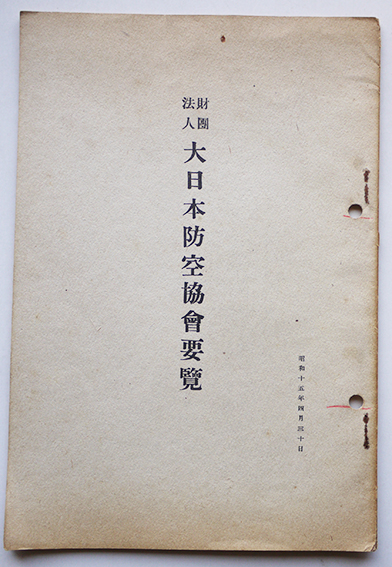 財團法人
大日本防空協會要覽
昭和十五年四月三十日